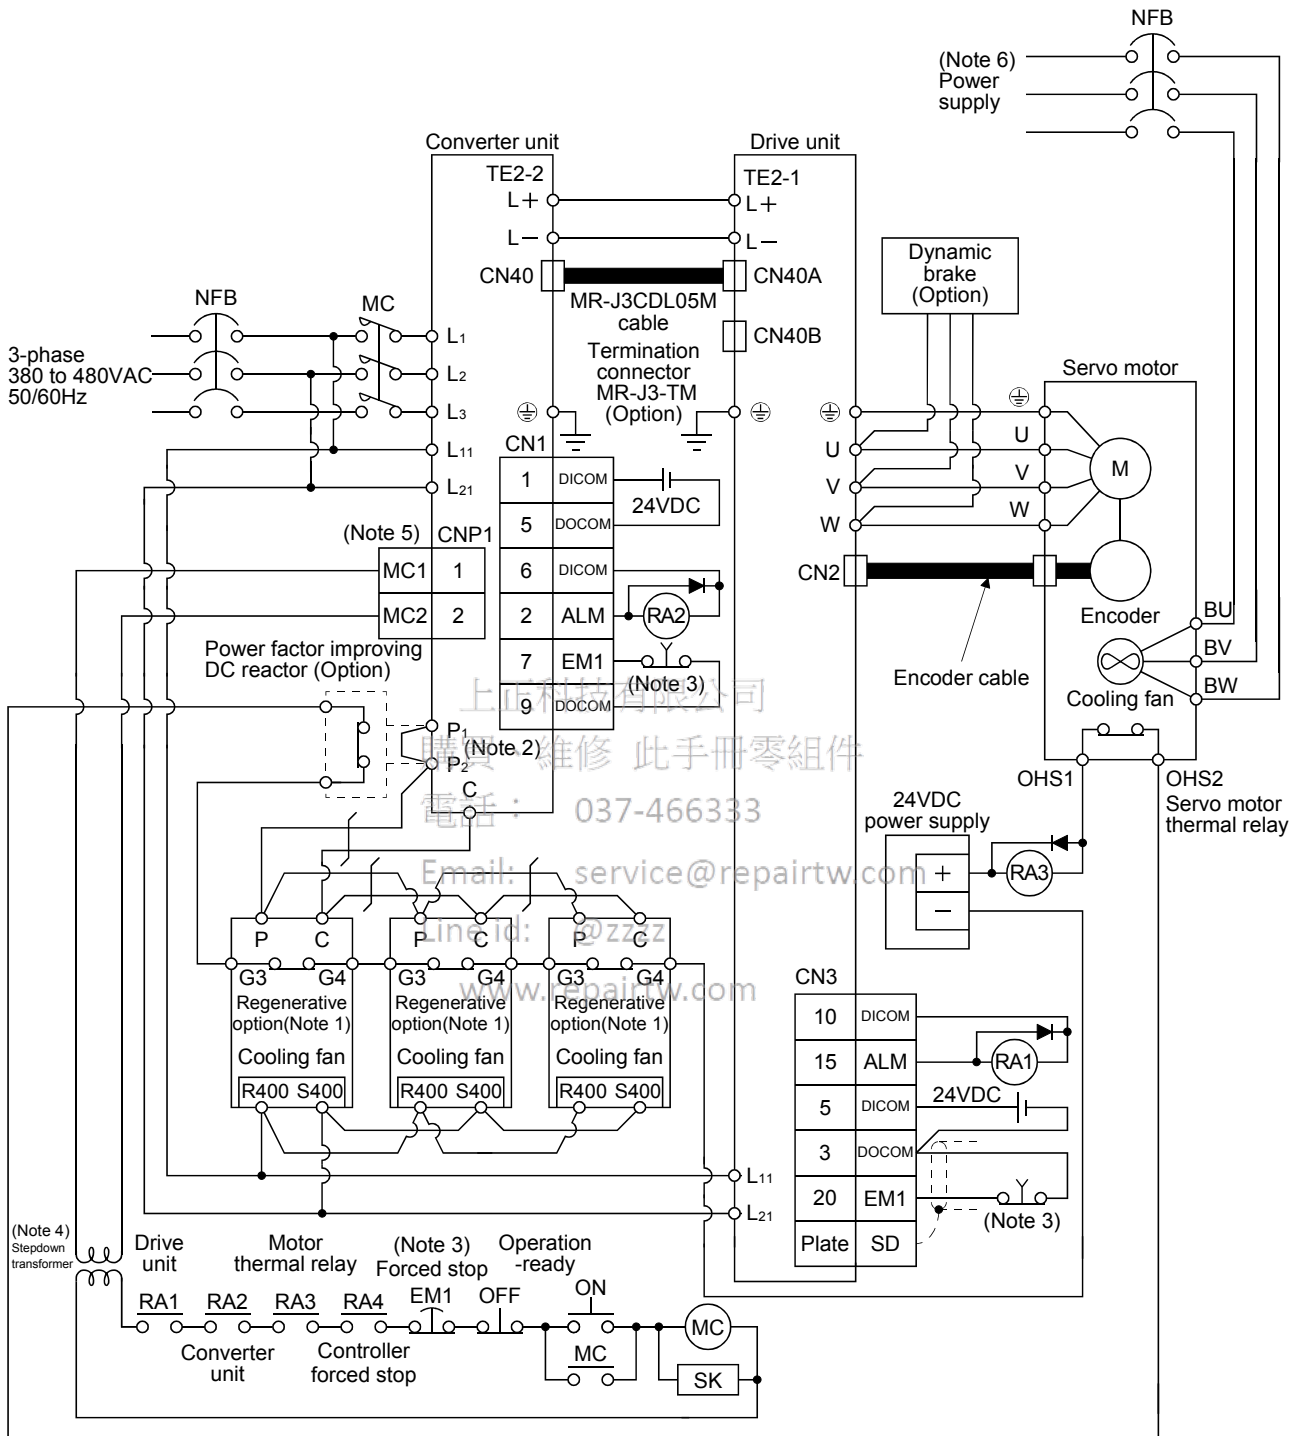 NFB
(Note 6)
Power
supply
Converter unit
Drive unit
TE2-2
TE2-1
L+
L+
L−
L−
CN40
CN40A
MR-J3CDL05M
cable
CN40B
Termination
connector
MR-J3-TM
(Option)
Dynamic
brake
(Option)
NFB
MC
3-phase
380 to 480VAC
50/60Hz
L1
L2
L3
L11
L21
Servo motor
U
V
W
U
V
W
M
CN1
1 DICOM
24VDC
5 DOCOM
6 DICOM
2 ALM
RA2
7 EM1
(Note 3)
9 DOCOM
(Note 5)
CNP1
MC1 1
MC2 2
CN2
Encoder
Encoder cable
BU
BV
BW
Cooling fan
OHS1
OHS2
Servo motor
thermal relay
Power factor improving
DC reactor (Option)
P1
P2
(Note 2)
C
上正科技有限公司
購買、維修 此手冊零組件
電話： 037-466333
Email: service@repairtw.com
Line id: @zzzz
www.repairtw.com
24VDC
power supply
+
−
RA3
P C P C P C
G3 G4 G3 G4 G3 G4
Regenerative
option(Note 1)
Regenerative
option(Note 1)
Regenerative
option(Note 1)
Cooling fan
Cooling fan
Cooling fan
R400 S400
R400 S400
R400 S400
CN3
10 DICOM
15 ALM
RA1
5 DICOM
24VDC
3 DOCOM
20 EM1
(Note 3)
Plate SD
L11
L21
(Note 4)
Stepdown
transformer
Drive
unit
Motor
thermal relay
(Note 3)
Forced stop
Operation
-ready
RA1 RA2 RA3 RA4 EM1 OFF ON
MC
MC
SK
Converter
unit
Controller
forced stop